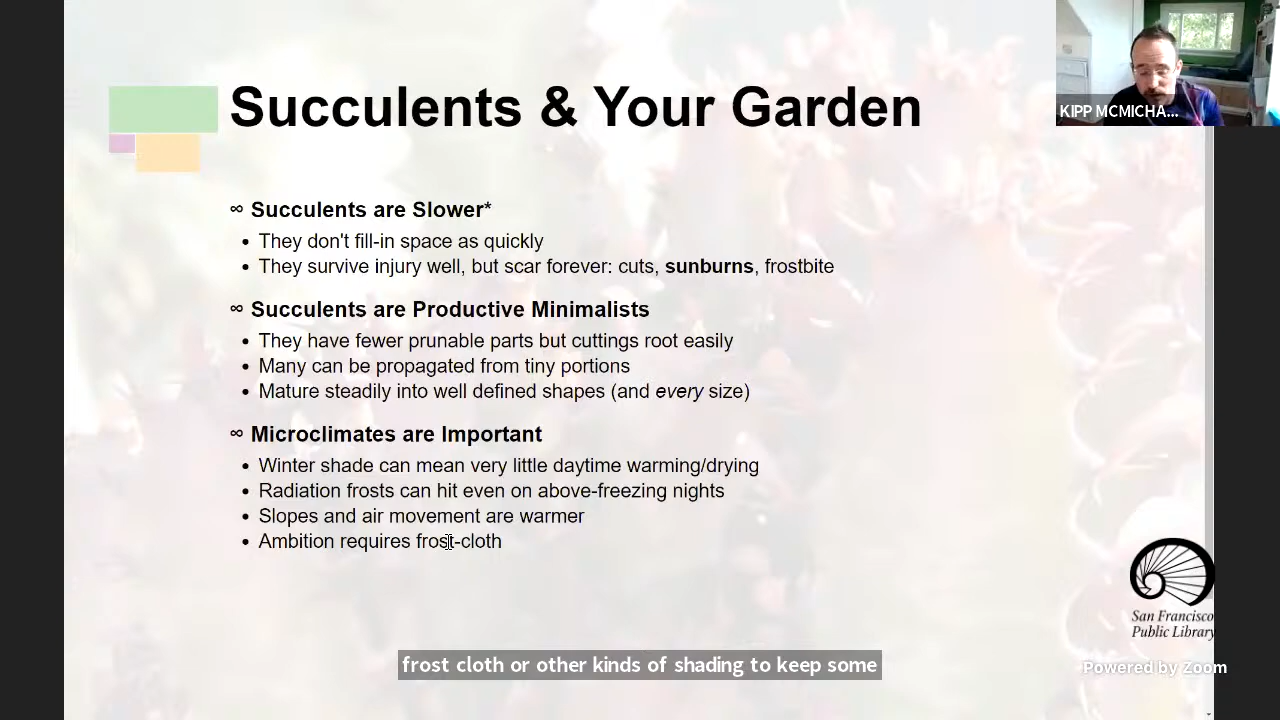 Succulents & Your Garden
KIPP MCMICHA...
∞ Succulents are Slower*
• They don't fill-in space as quickly
• They survive injury well, but scar forever: cuts, sunburns, frostbite
∞ Succulents are Productive Minimalists
• They have fewer prunable parts but cuttings root easily
• Many can be propagated from tiny portions
• Mature steadily into well defined shapes (and every size)
∞ Microclimates are Important
• Winter shade can mean very little daytime warming/drying
• Radiation frosts can hit even on above-freezing nights
• Slopes and air movement are warmer
• Ambition requires frost-cloth
San Francisco
Public Library
frost cloth or other kinds of shading to keep some
Powered by Zoom